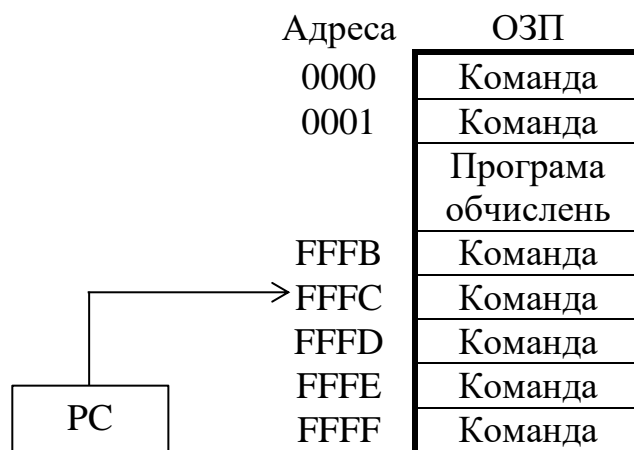 Адреса ОЗП
0000 Команда
0001 Команда
Програма
обчислень
FFFB Команда
FFFC Команда
FFFD Команда
FFFE Команда
PC
FFFF Команда